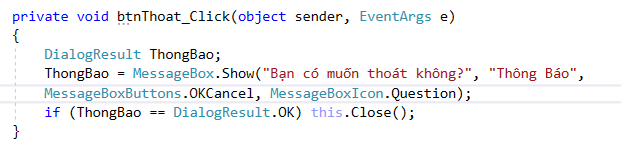 private void btnThoat_Click(object sender, EventArgs e)
{
DialogResult ThongBao;
ThongBao = MessageBox.Show("Bạn có muốn thoát không?", "Thông Báo",
MessageBoxButtons.OKCancel, MessageBoxIcon.Question);
if (ThongBao == DialogResult.OK) this.Close();
}